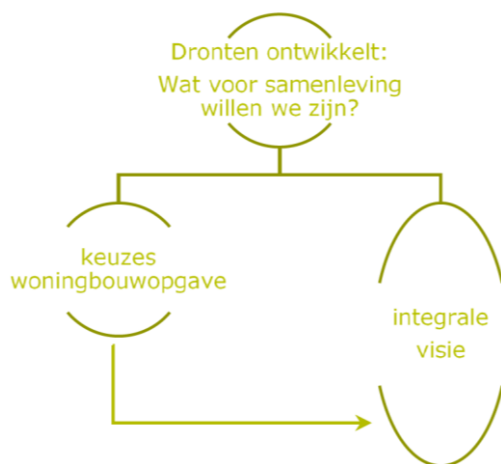 Dronten ontwikkelt:
Wat voor samenleving
willen we zijn?
keuzes
woningbouwopgave
integrale
visie